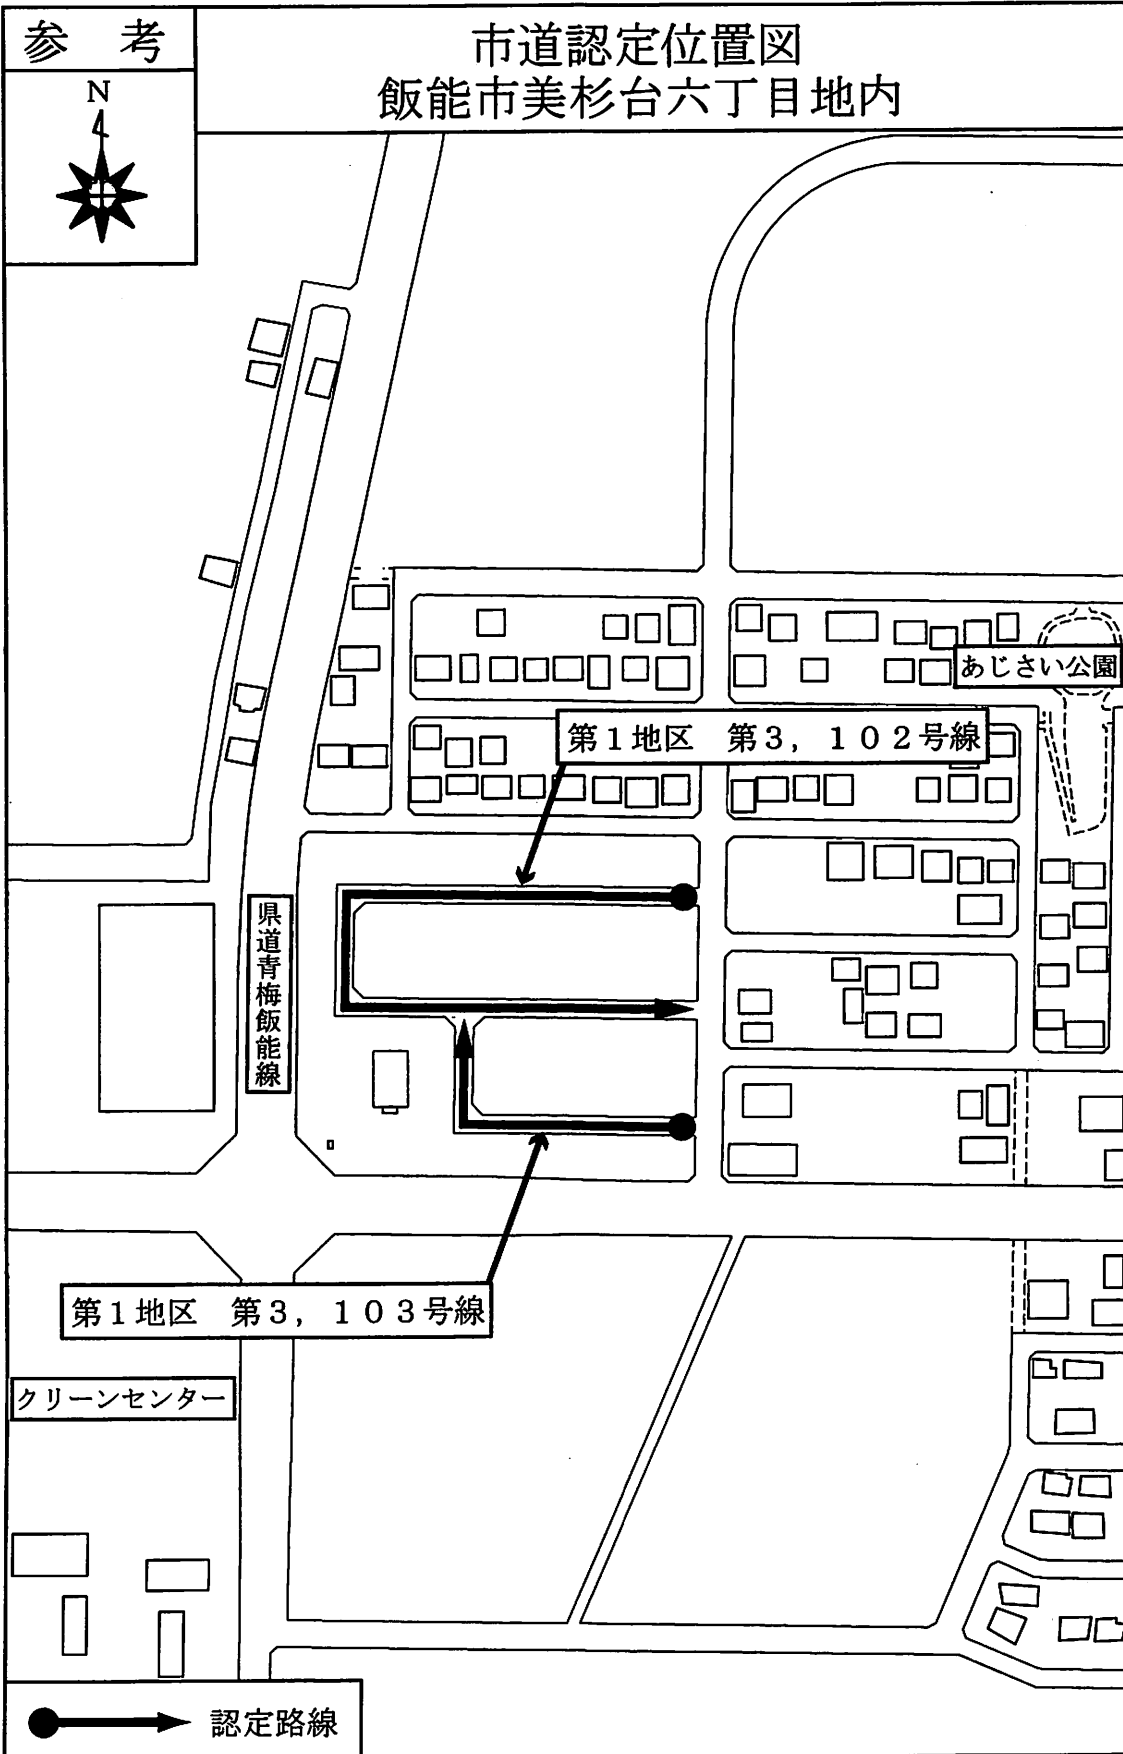 参　考
市道認定位置図
飯能市美杉台六丁目地内
N
あじさい公園
第１地区　第３，１０２号線
県道青梅飯能線
第１地区　第３，１０３号線
クリーンセンター
認定路線